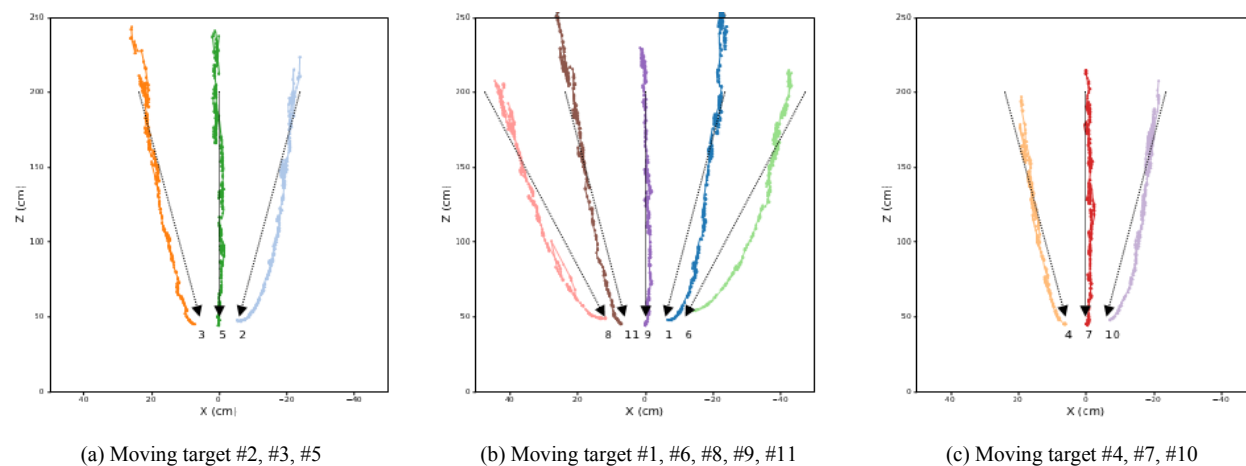 250
200
150
100
50
0
Z (cm)
3 5 2
40 20 0 −20 −40
X (cm)
(a) Moving target #2, #3, #5
250
200
150
100
50
0
Z (cm)
8 11 9 1 6
40 20 0 −20 −40
X (cm)
(b) Moving target #1, #6, #8, #9, #11
250
200
150
100
50
0
Z (cm)
4 7 10
40 20 0 −20 −40
X (cm)
(c) Moving target #4, #7, #10